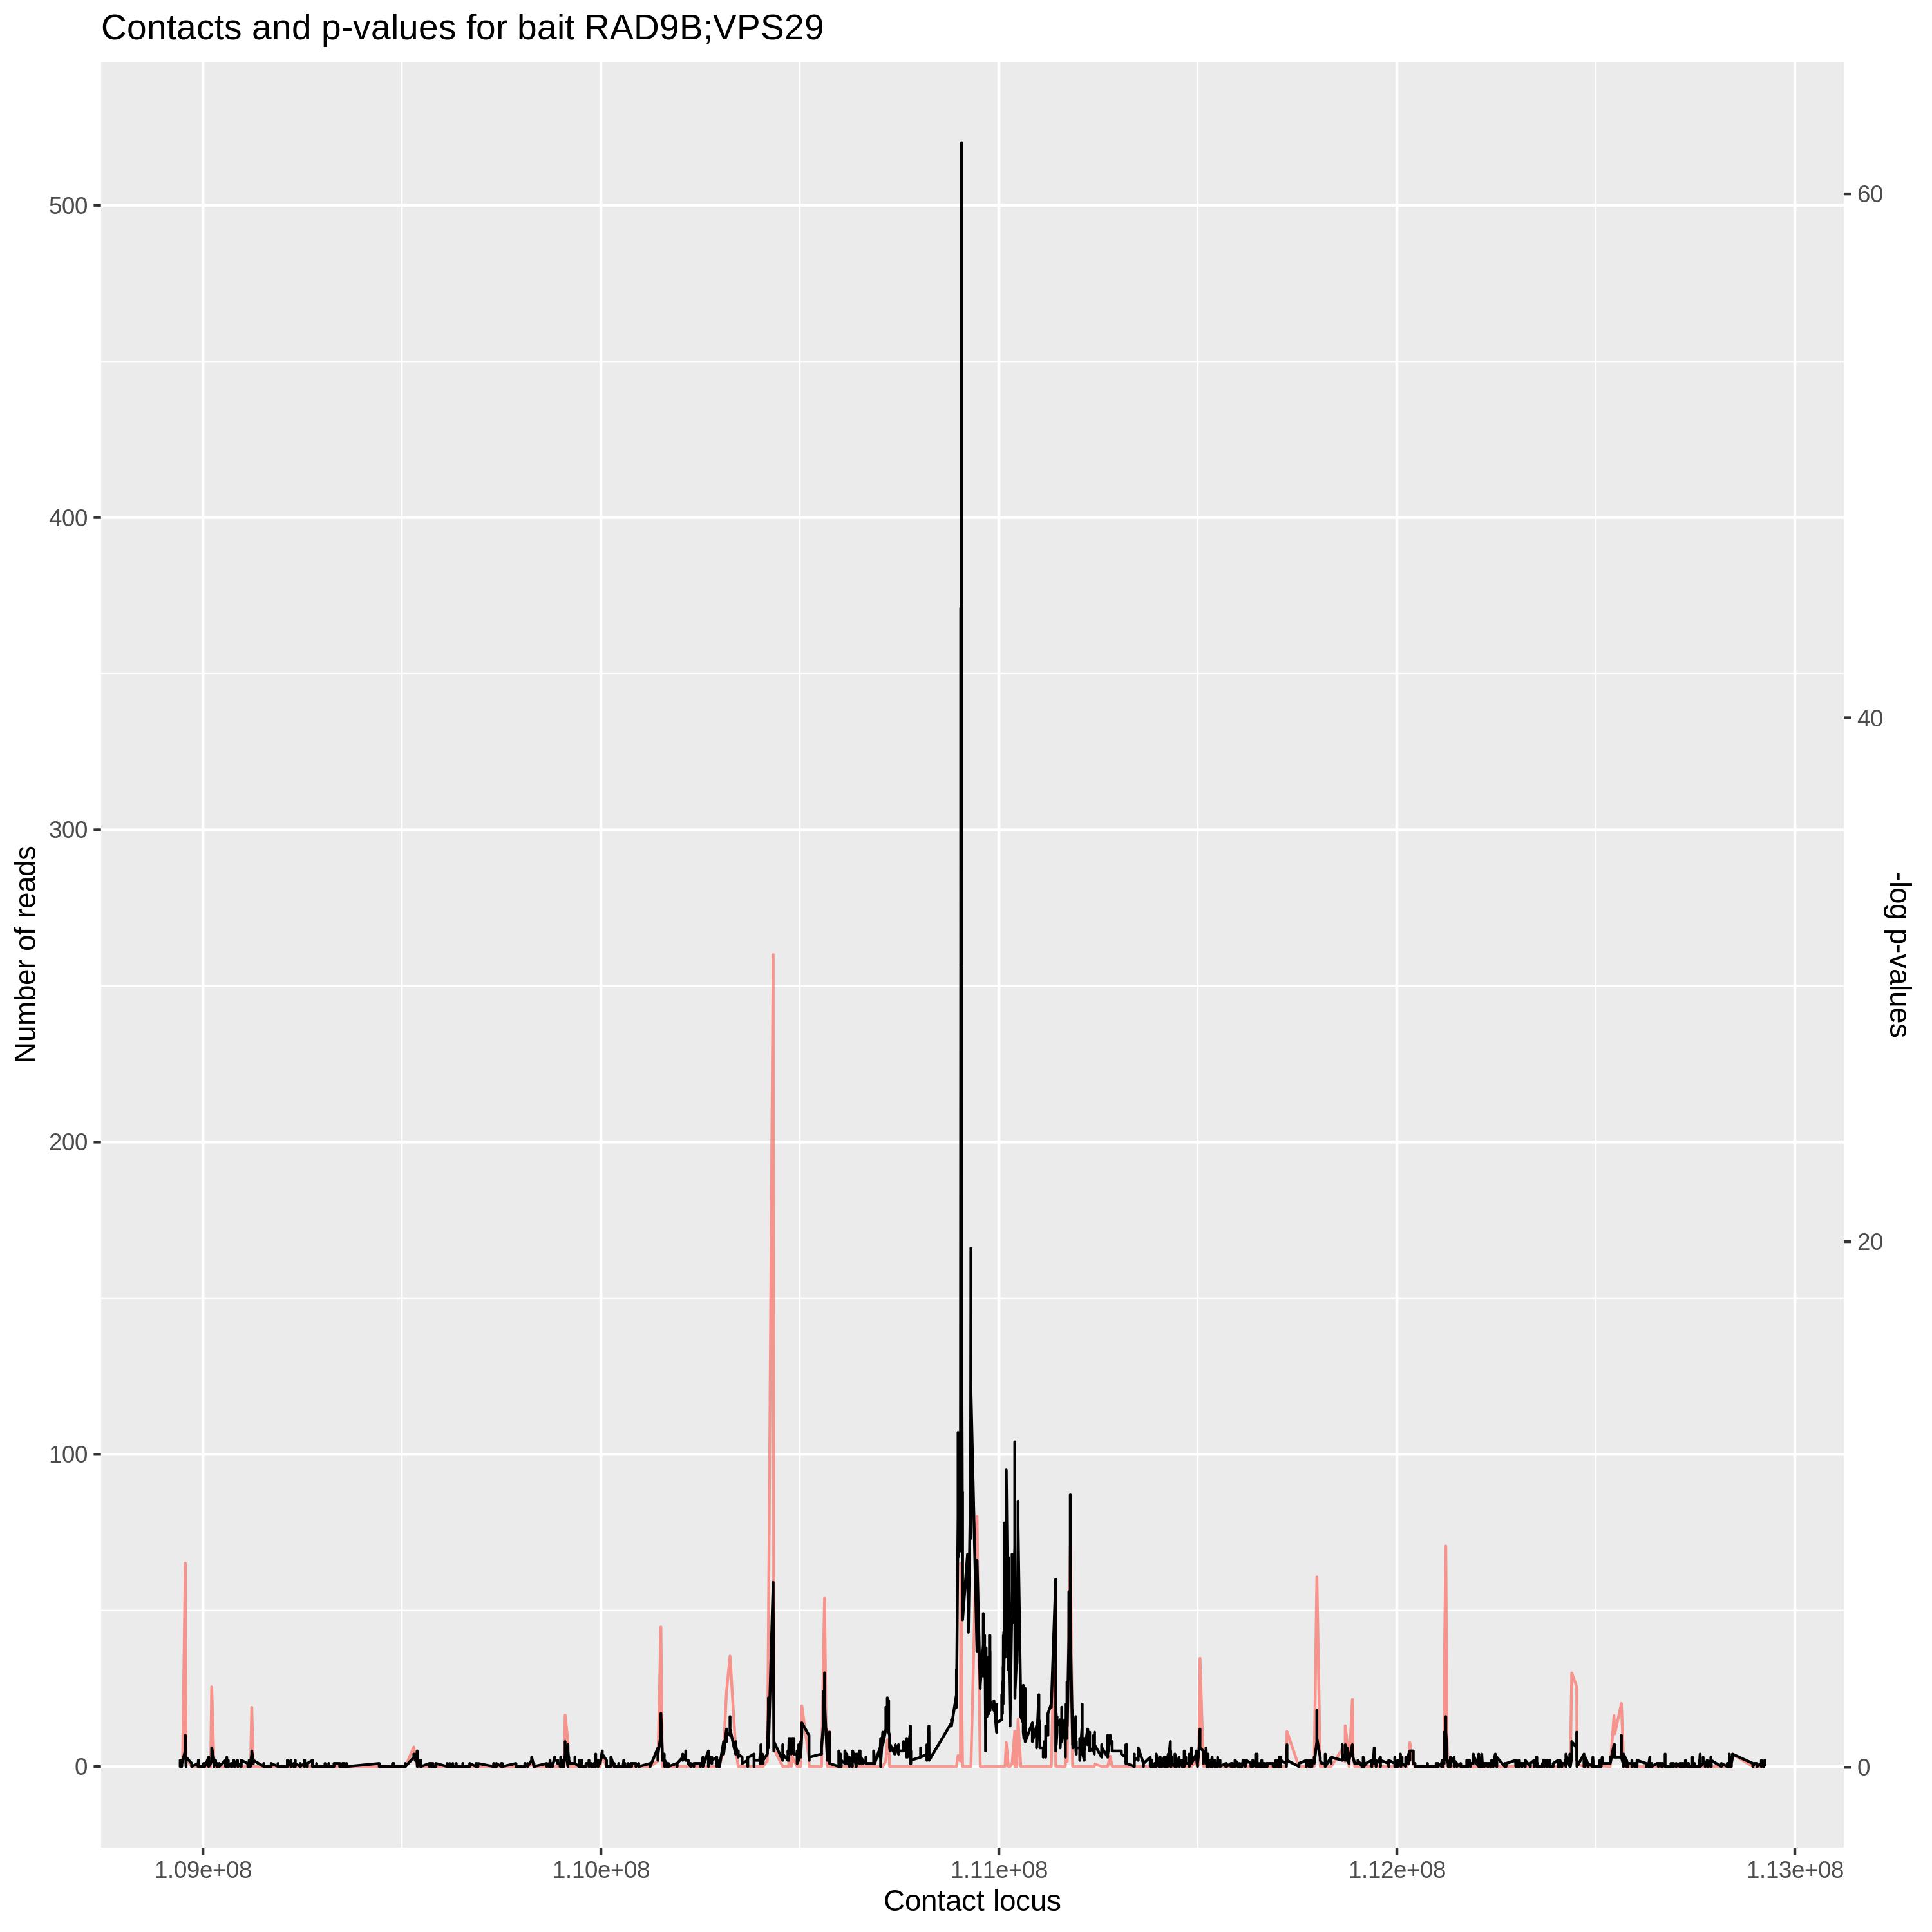 Contacts and p-values for bait RAD9B;VPS29
Number of reads
500
400
300
200
100
0
60
40
20
0
-log p-values
1.09e+08
1.10e+08
1.11e+08
1.12e+08
1.13e+08
Contact locus